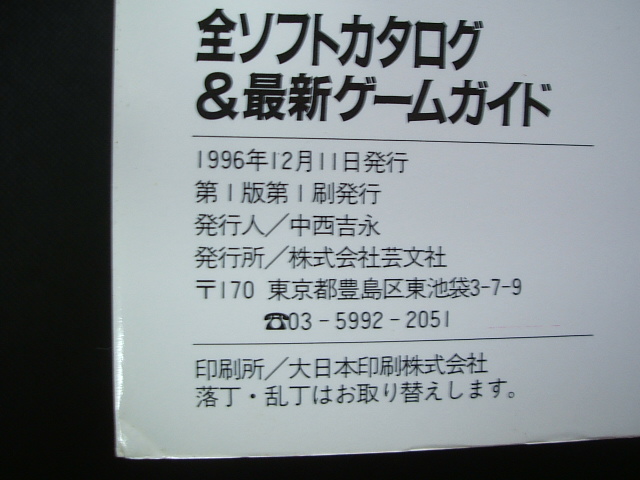 全ソフトカタログ
&最新ゲームガイド
1996年12月11日発行
第1版第1刷発行
発行人／中西吉永
発行所／株式会社芸文社
〒170 東京都豊島区東池袋3-7-9
☎03-5992-2051
印刷所／大日本印刷株式会社
落丁・乱丁はお取り替えします。